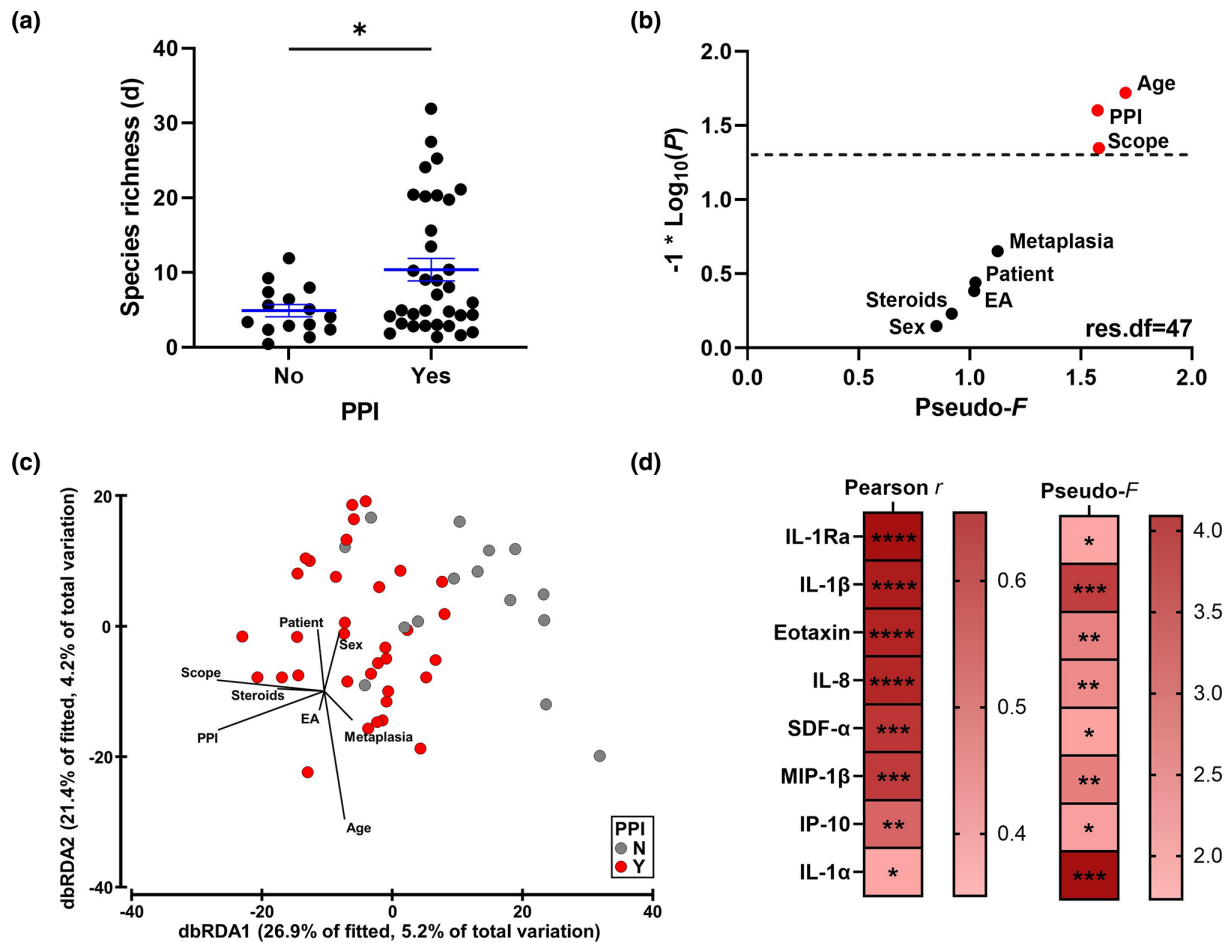 (a)
*
Species richness (d)
40
30
20
10
0
No
Yes
PPI
(b)
-1 * Log10(P)
2.0
1.5
1.0
0.5
0.0
Age
PPI
Scope
Metaplasia
Patient
EA
Steroids
Sex
res.df=47
0.0
0.5
1.0
1.5
2.0
Pseudo-F
(c)
dbRDA2 (21.4% of fitted, 4.2% of total variation)
20
0
-20
-40
Patient
Sex
Scope
Steroids
EA
PPI
Metaplasia
Age
PPI
N
Y
-40
-20
0
20
40
dbRDA1 (26.9% of fitted, 5.2% of total variation)
(d)
Pearson r
Pseudo-F
IL-1Ra
****
*
IL-1β
****
***
Eotaxin
****
**
IL-8
****
**
SDF-α
***
*
MIP-1β
***
**
IP-10
**
*
IL-1α
*
***
0.6
0.5
0.4
4.0
3.0
2.0